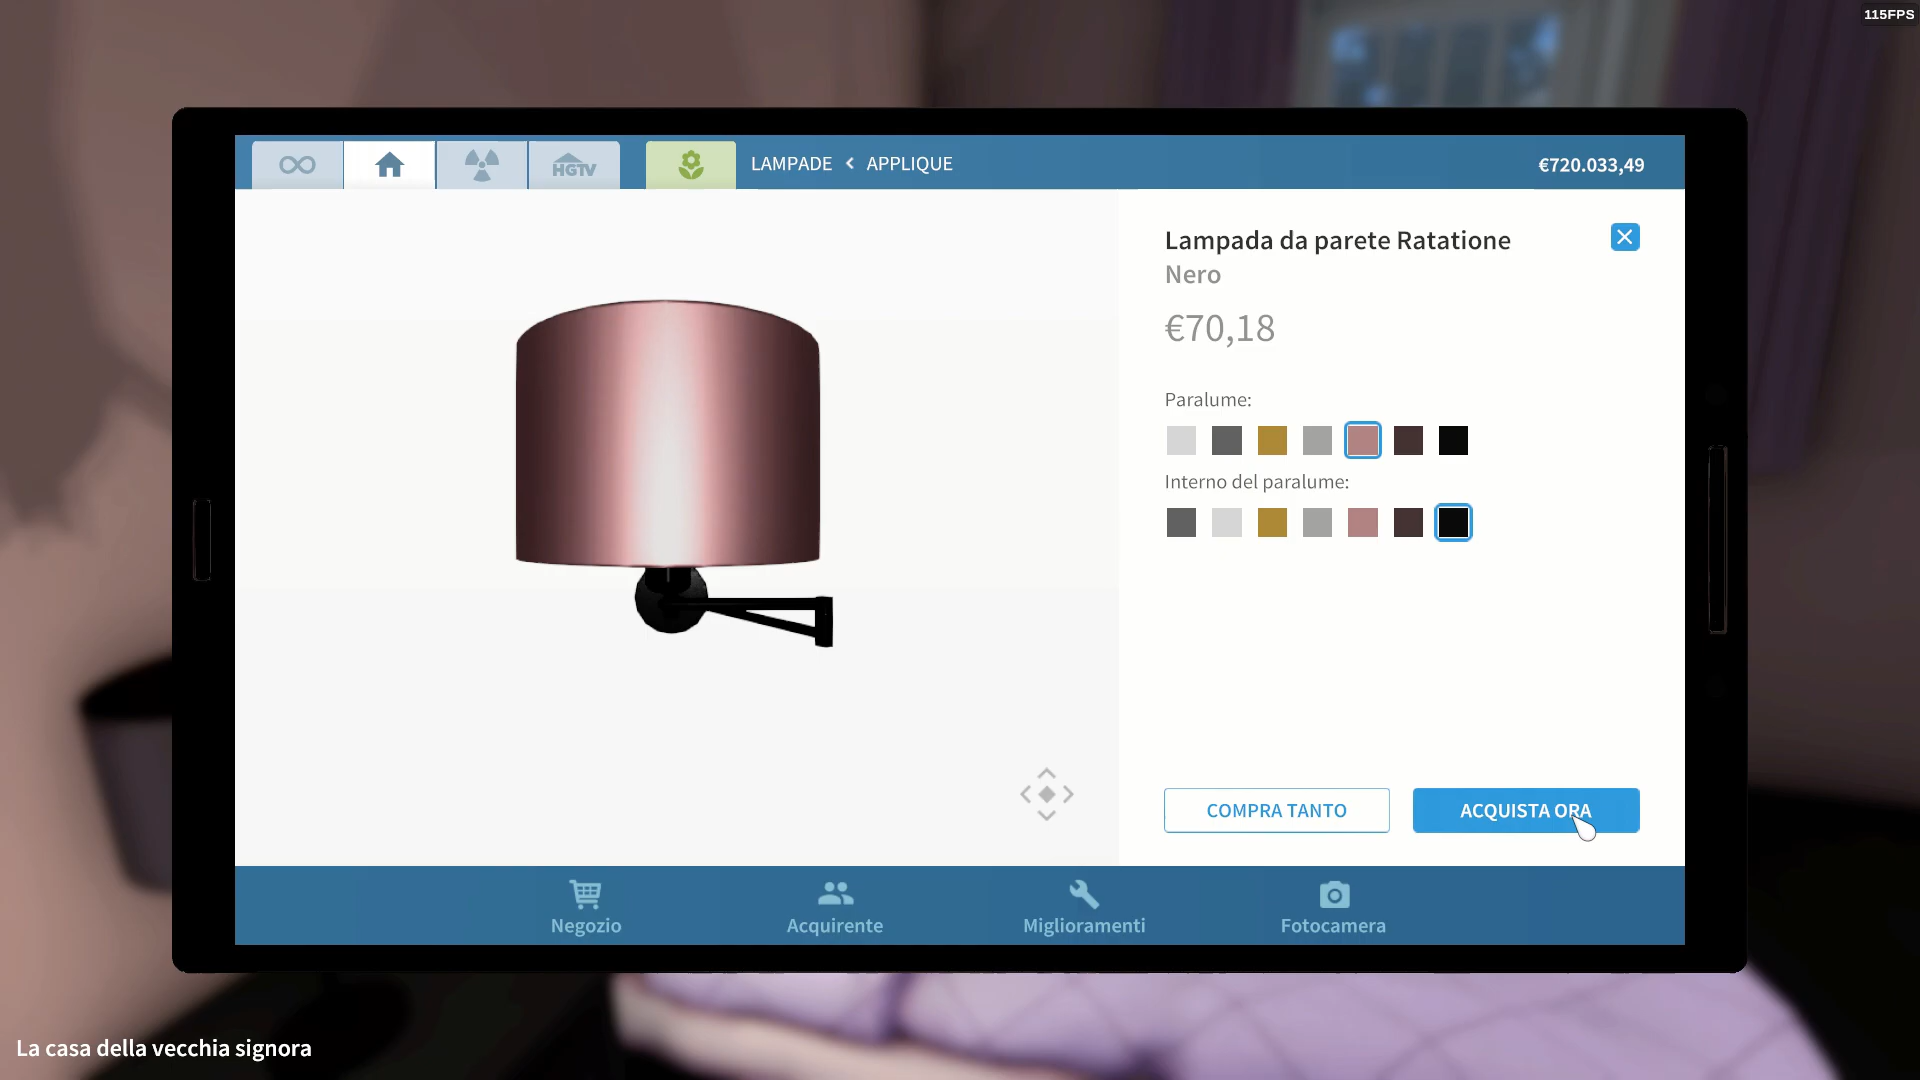 115FPS
HGTV
LAMPADE < APPLIQUE
€720.033,49
Lampada da parete Ratatione
Nero
€70,18
Paralume:
Interno del paralume:
COMPRA TANTO
ACQUISTA ORA
Negozio
Acquirente
Miglioramenti
Fotocamera
La casa della vecchia signora